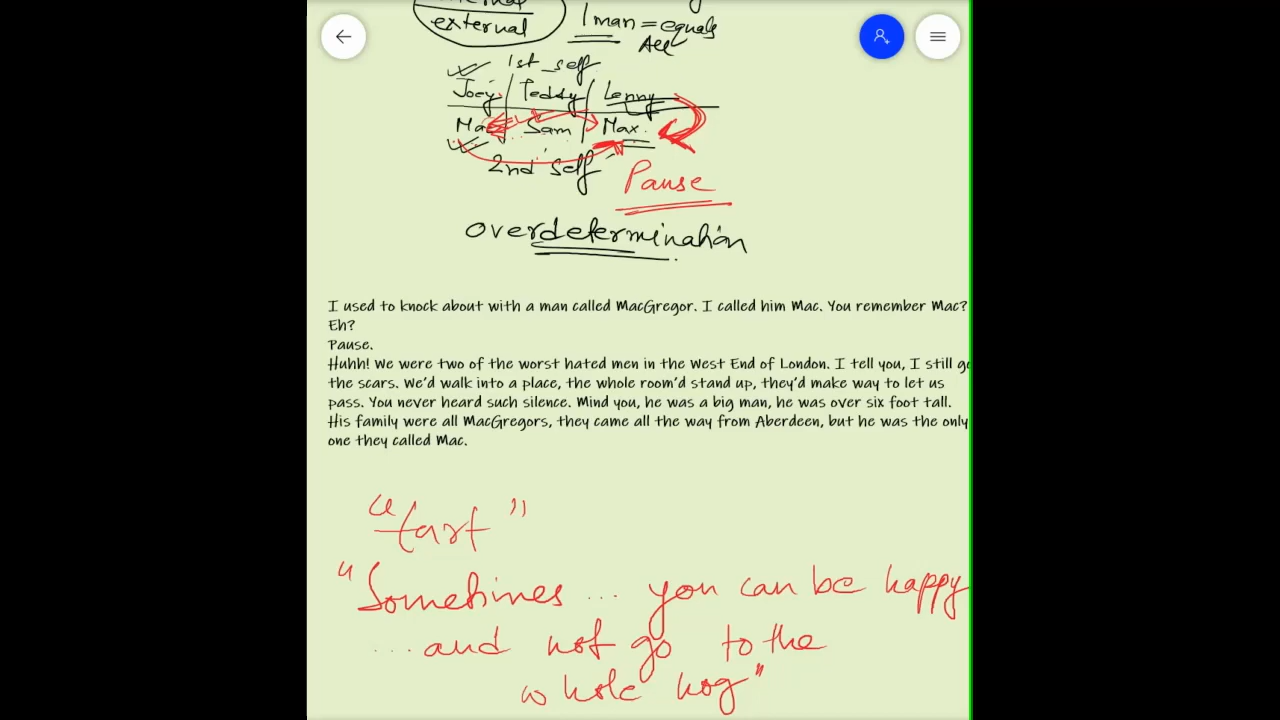 external
1 man = equals
All
1st self
Joey Teddy Lenny
Mac Sam Max.
2nd self
Pause
overdetermination
I used to knock about with a man called MacGregor. I called him Mac. You remember Mac?
Eh?
Pause.
Huhh! We were two of the worst hated men in the West End of London. I tell you, I still go
the scars. We'd walk into a place, the whole room'd stand up, they'd make way to let us
pass. You never heard such silence. Mind you, he was a big man, he was over six foot tall.
His family were all MacGregors, they came all the way from Aberdeen, but he was the only
one they called Mac.
"tart"
"Sometimes ... you can be happy
... and not go to the
whole hog"